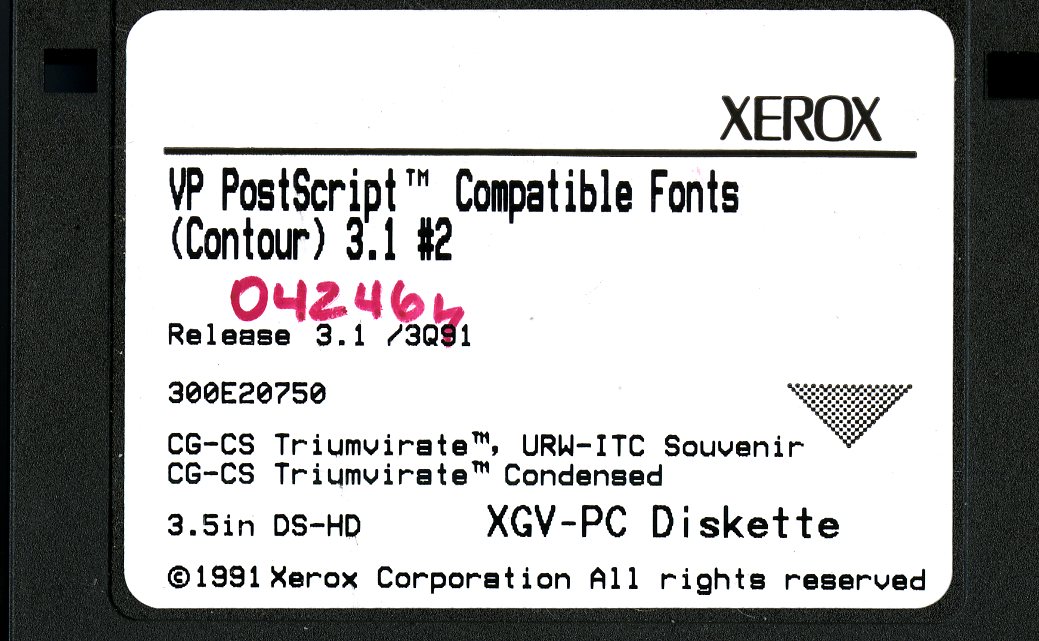 XEROX
VP PostScript™ Compatible Fonts
(Contour) 3.1 #2
04246b
Release 3.1 /3Q91
300E20750
CG-CS Triumvirate™, URW-ITC Souvenir
CG-CS Triumvirate™ Condensed
3.5in DS-HD XGV-PC Diskette
©1991 Xerox Corporation All rights reserved